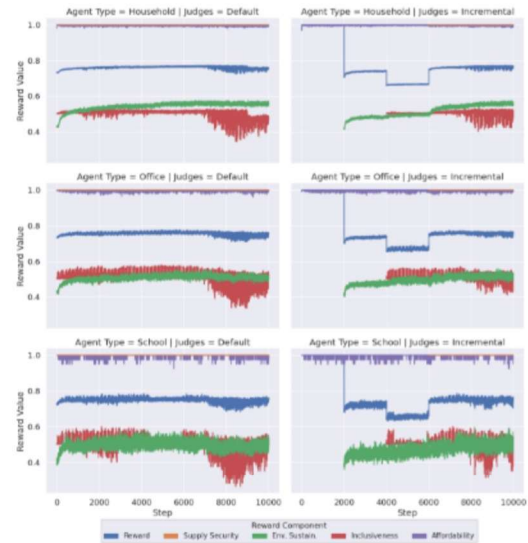 Agent Type = Household | Judges = Default
Agent Type = Household | Judges = Incremental
1.0
0.8
0.6
0.4
Reward Value
Agent Type = Office | Judges = Default
Agent Type = Office | Judges = Incremental
1.0
0.8
0.6
0.4
Reward Value
Agent Type = School | Judges = Default
Agent Type = School | Judges = Incremental
1.0
0.8
0.6
0.4
Reward Value
0 2000 4000 6000 8000 10000
0 2000 4000 6000 8000 10000
Step
Step
Reward Component
Reward Supply Security Env. Sustain. Inclusiveness Affordability